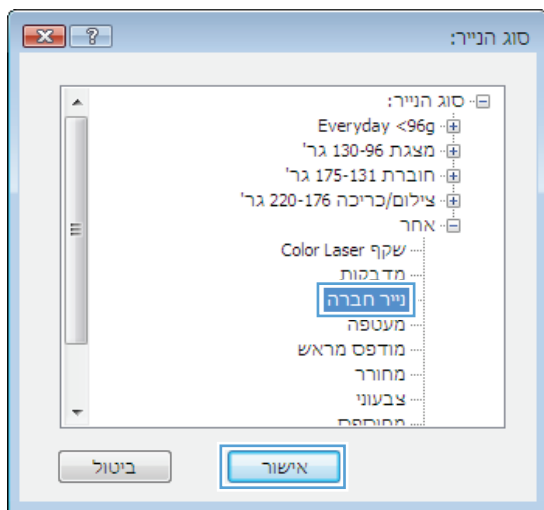 סוג הנייר:
סוג הנייר:
Everyday <96g
מצגת 130-96 גר'
חוברת 175-131 גר'
צילום/כריכה 220-176 גר'
אחר
שקף Color Laser
מדבקות
נייר חברה
מעטפה
מודפס מראש
מחורר
צבעוני
אישור
ביטול